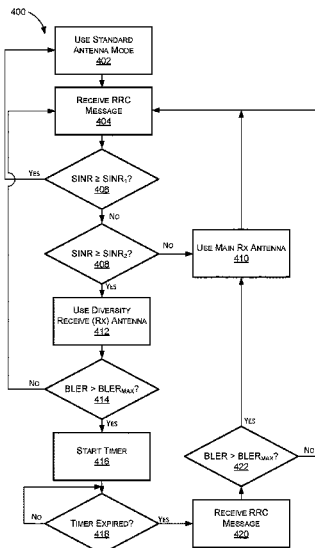 400
USE STANDARD
ANTENNA MODE
402
RECEIVE RRC
MESSAGE
404
YES
SINR ≥ SINR1?
406
NO
SINR ≥ SINR2?
408
NO
USE MAIN RX ANTENNA
410
YES
USE DIVERSITY
RECEIVE (RX) ANTENNA
412
NO
BLER > BLERMAX?
414
YES
START TIMER
416
NO
TIMER EXPIRED?
418
YES
RECEIVE RRC
MESSAGE
420
YES
BLER > BLERMAX?
422
NO